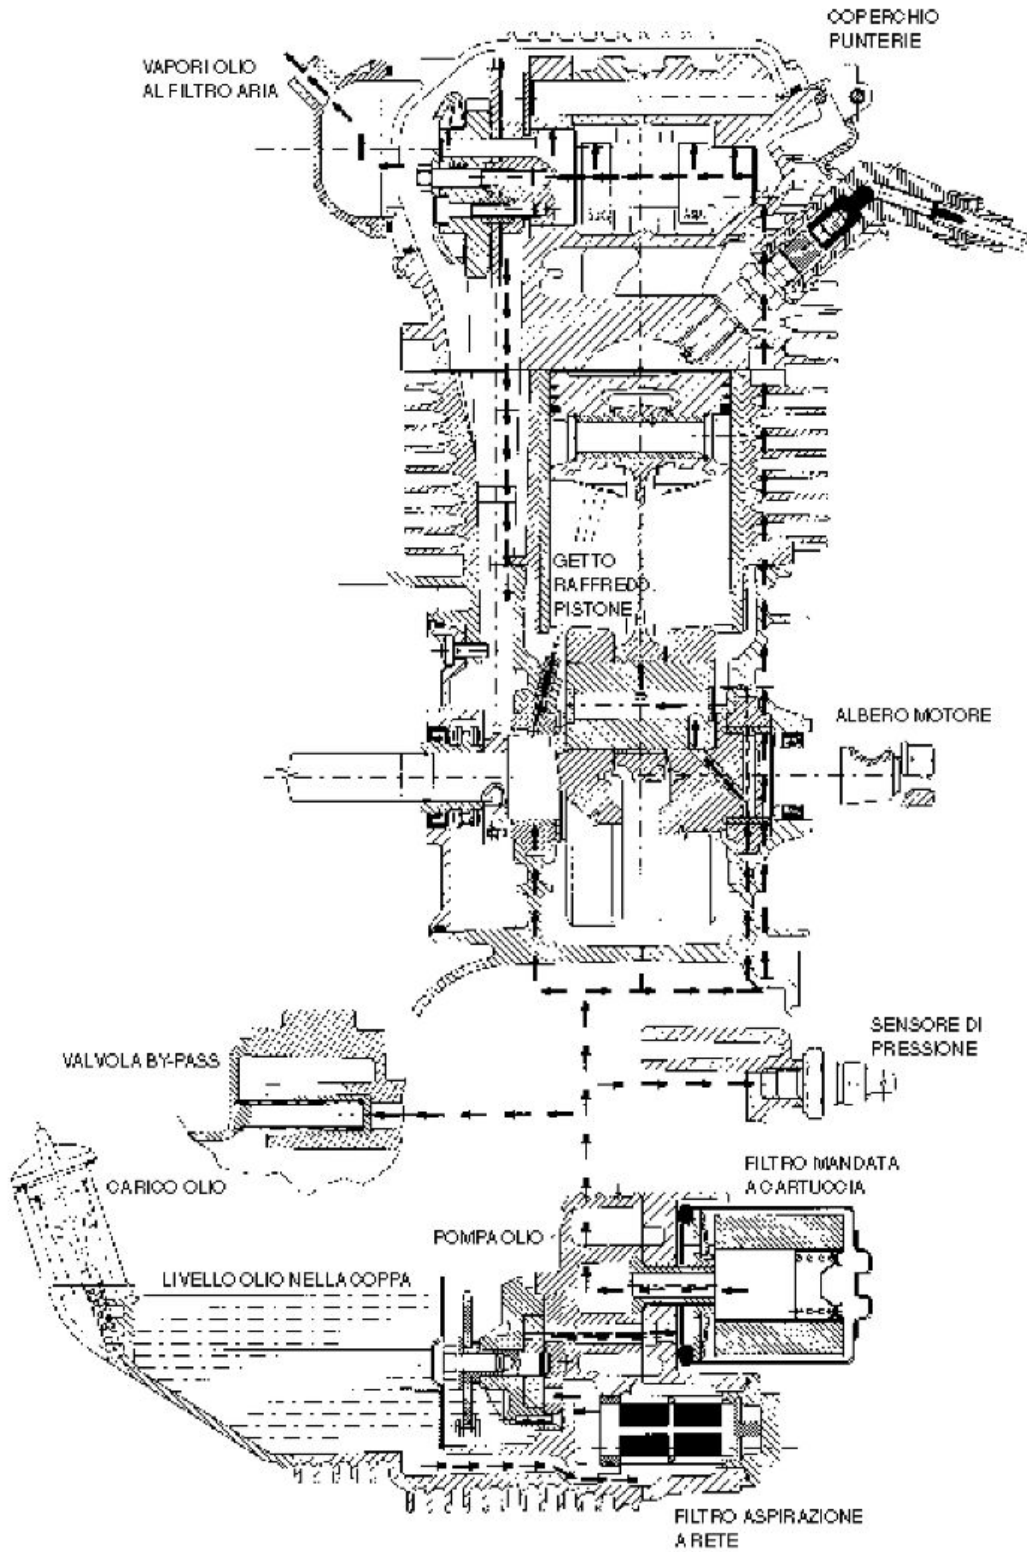 COPERCHIO
PUNTERIE
VAPORI OLIO
AL FILTRO ARIA
GETTO
RAFFREDD.
PISTONE
ALBERO MOTORE
SENSORE DI
PRESSIONE
VALVOLA BY-PASS
FILTRO MANDATA
A CARTUCCIA
CARICO OLIO
POMPA OLIO
LIVELLO OLIO NELLA COPPA
FILTRO ASPIRAZIONE
A RETE